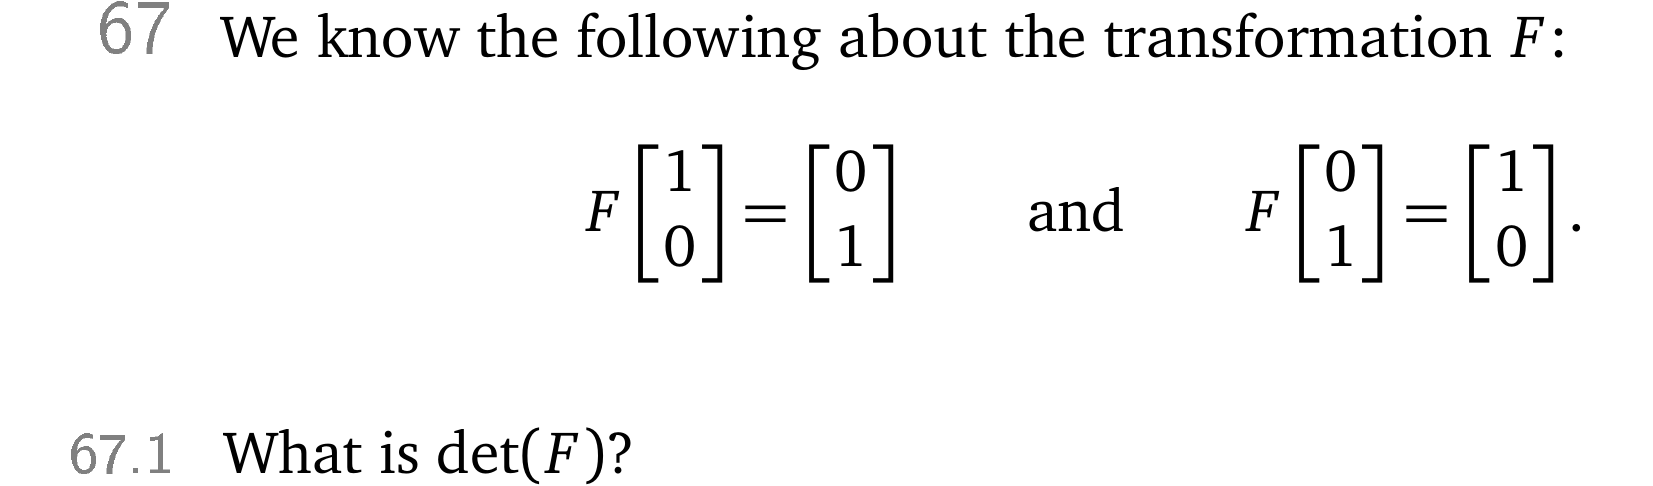 67 We know the following about the transformation F:
F [1 0] = [0 1] and F [0 1] = [1 0].
67.1 What is det(F)?